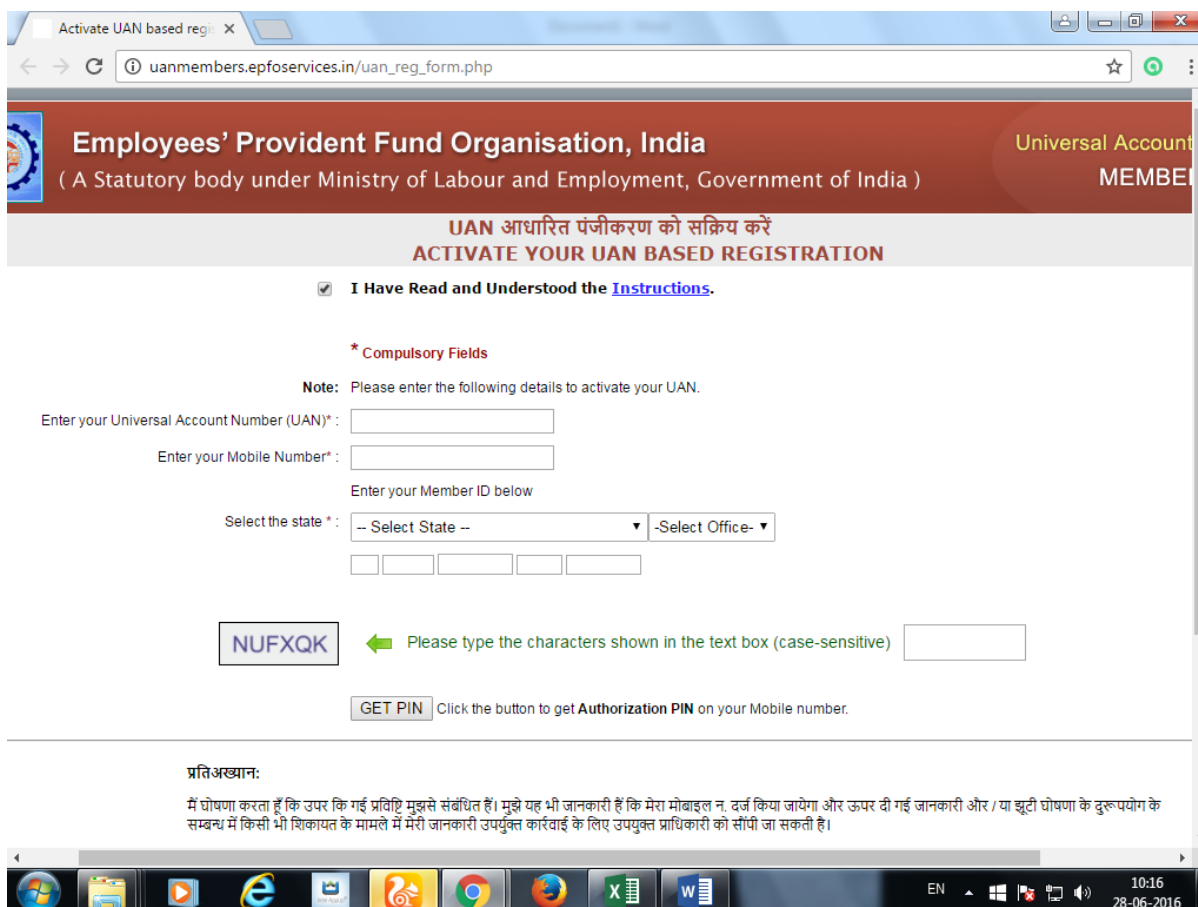 Activate UAN based regi
uanmembers.epfoservices.in/uan_reg_form.php
Employees' Provident Fund Organisation, India
Universal Account
( A Statutory body under Ministry of Labour and Employment, Government of India )
MEMBE
UAN आधारित पंजीकरण को सक्रिय करें
ACTIVATE YOUR UAN BASED REGISTRATION
I Have Read and Understood the Instructions.
* Compulsory Fields
Note: Please enter the following details to activate your UAN.
Enter your Universal Account Number (UAN)* :
Enter your Mobile Number* :
Enter your Member ID below
Select the state * : -- Select State -- -Select Office-
NUFXQK Please type the characters shown in the text box (case-sensitive)
GET PIN Click the button to get Authorization PIN on your Mobile number.
प्रतिअख्यान:
मैं घोषणा करता हूँ कि उपर कि गई प्रविष्टि मुझसे संबंधित हैं। मुझे यह भी जानकारी हैं कि मेरा मोबाइल न. दर्ज किया जायेगा और ऊपर दी गई जानकारी और / या झूटी घोषणा के दुरूपयोग के
सम्बन्ध में किसी भी शिकायत के मामले में मेरी जानकारी उपर्युक्त कार्रवाई के लिए उपयुक्त प्राधिकारी को सौंपी जा सकती है।
EN 10:16
28-06-2016